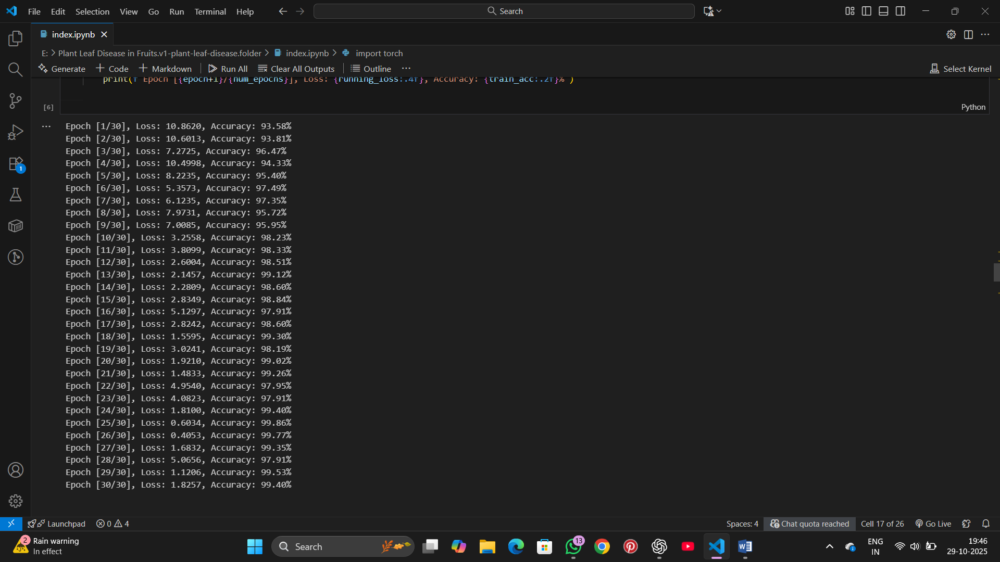 File Edit Selection View Go Run Terminal Help
Search
index.ipynb
E: > Plant Leaf Disease in Fruits.v1-plant-leaf-disease.folder > index.ipynb > import torch
Generate + Code + Markdown Run All Clear All Outputs Outline ...
Select Kernel
print(f"Epoch [{epoch+1}/{num_epochs}], Loss: {running_loss:.4f}, Accuracy: {train_acc:.2f}%")
[6]
Python
Epoch [1/30], Loss: 10.8620, Accuracy: 93.58%
Epoch [2/30], Loss: 10.6013, Accuracy: 93.81%
Epoch [3/30], Loss: 7.2725, Accuracy: 96.47%
Epoch [4/30], Loss: 10.4998, Accuracy: 94.33%
Epoch [5/30], Loss: 8.2235, Accuracy: 95.40%
Epoch [6/30], Loss: 5.3573, Accuracy: 97.49%
Epoch [7/30], Loss: 6.1235, Accuracy: 97.35%
Epoch [8/30], Loss: 7.9731, Accuracy: 95.72%
Epoch [9/30], Loss: 7.0085, Accuracy: 95.95%
Epoch [10/30], Loss: 3.2558, Accuracy: 98.23%
Epoch [11/30], Loss: 3.8099, Accuracy: 98.33%
Epoch [12/30], Loss: 2.6004, Accuracy: 98.51%
Epoch [13/30], Loss: 2.1457, Accuracy: 99.12%
Epoch [14/30], Loss: 2.2809, Accuracy: 98.60%
Epoch [15/30], Loss: 2.8349, Accuracy: 98.84%
Epoch [16/30], Loss: 5.1297, Accuracy: 97.91%
Epoch [17/30], Loss: 2.8242, Accuracy: 98.60%
Epoch [18/30], Loss: 1.5595, Accuracy: 99.30%
Epoch [19/30], Loss: 3.0241, Accuracy: 98.19%
Epoch [20/30], Loss: 1.9210, Accuracy: 99.02%
Epoch [21/30], Loss: 1.4833, Accuracy: 99.26%
Epoch [22/30], Loss: 4.9540, Accuracy: 97.95%
Epoch [23/30], Loss: 4.0823, Accuracy: 97.91%
Epoch [24/30], Loss: 1.8100, Accuracy: 99.40%
Epoch [25/30], Loss: 0.6034, Accuracy: 99.86%
Epoch [26/30], Loss: 0.4053, Accuracy: 99.77%
Epoch [27/30], Loss: 1.6832, Accuracy: 99.35%
Epoch [28/30], Loss: 5.0656, Accuracy: 97.91%
Epoch [29/30], Loss: 1.1206, Accuracy: 99.53%
Epoch [30/30], Loss: 1.8257, Accuracy: 99.40%
1
Launchpad 0 4
Spaces: 4 Chat quota reached Cell 17 of 26 Go Live
2
Rain warning
In effect
Search
13
ENG
IN
19:46
29-10-2025